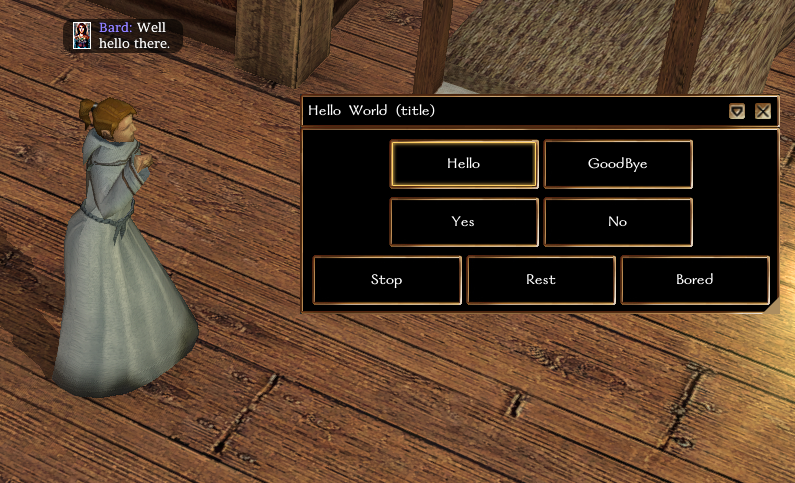 Bard: Well
hello there.
Hello World (title)
Hello
GoodBye
Yes
No
Stop
Rest
Bored